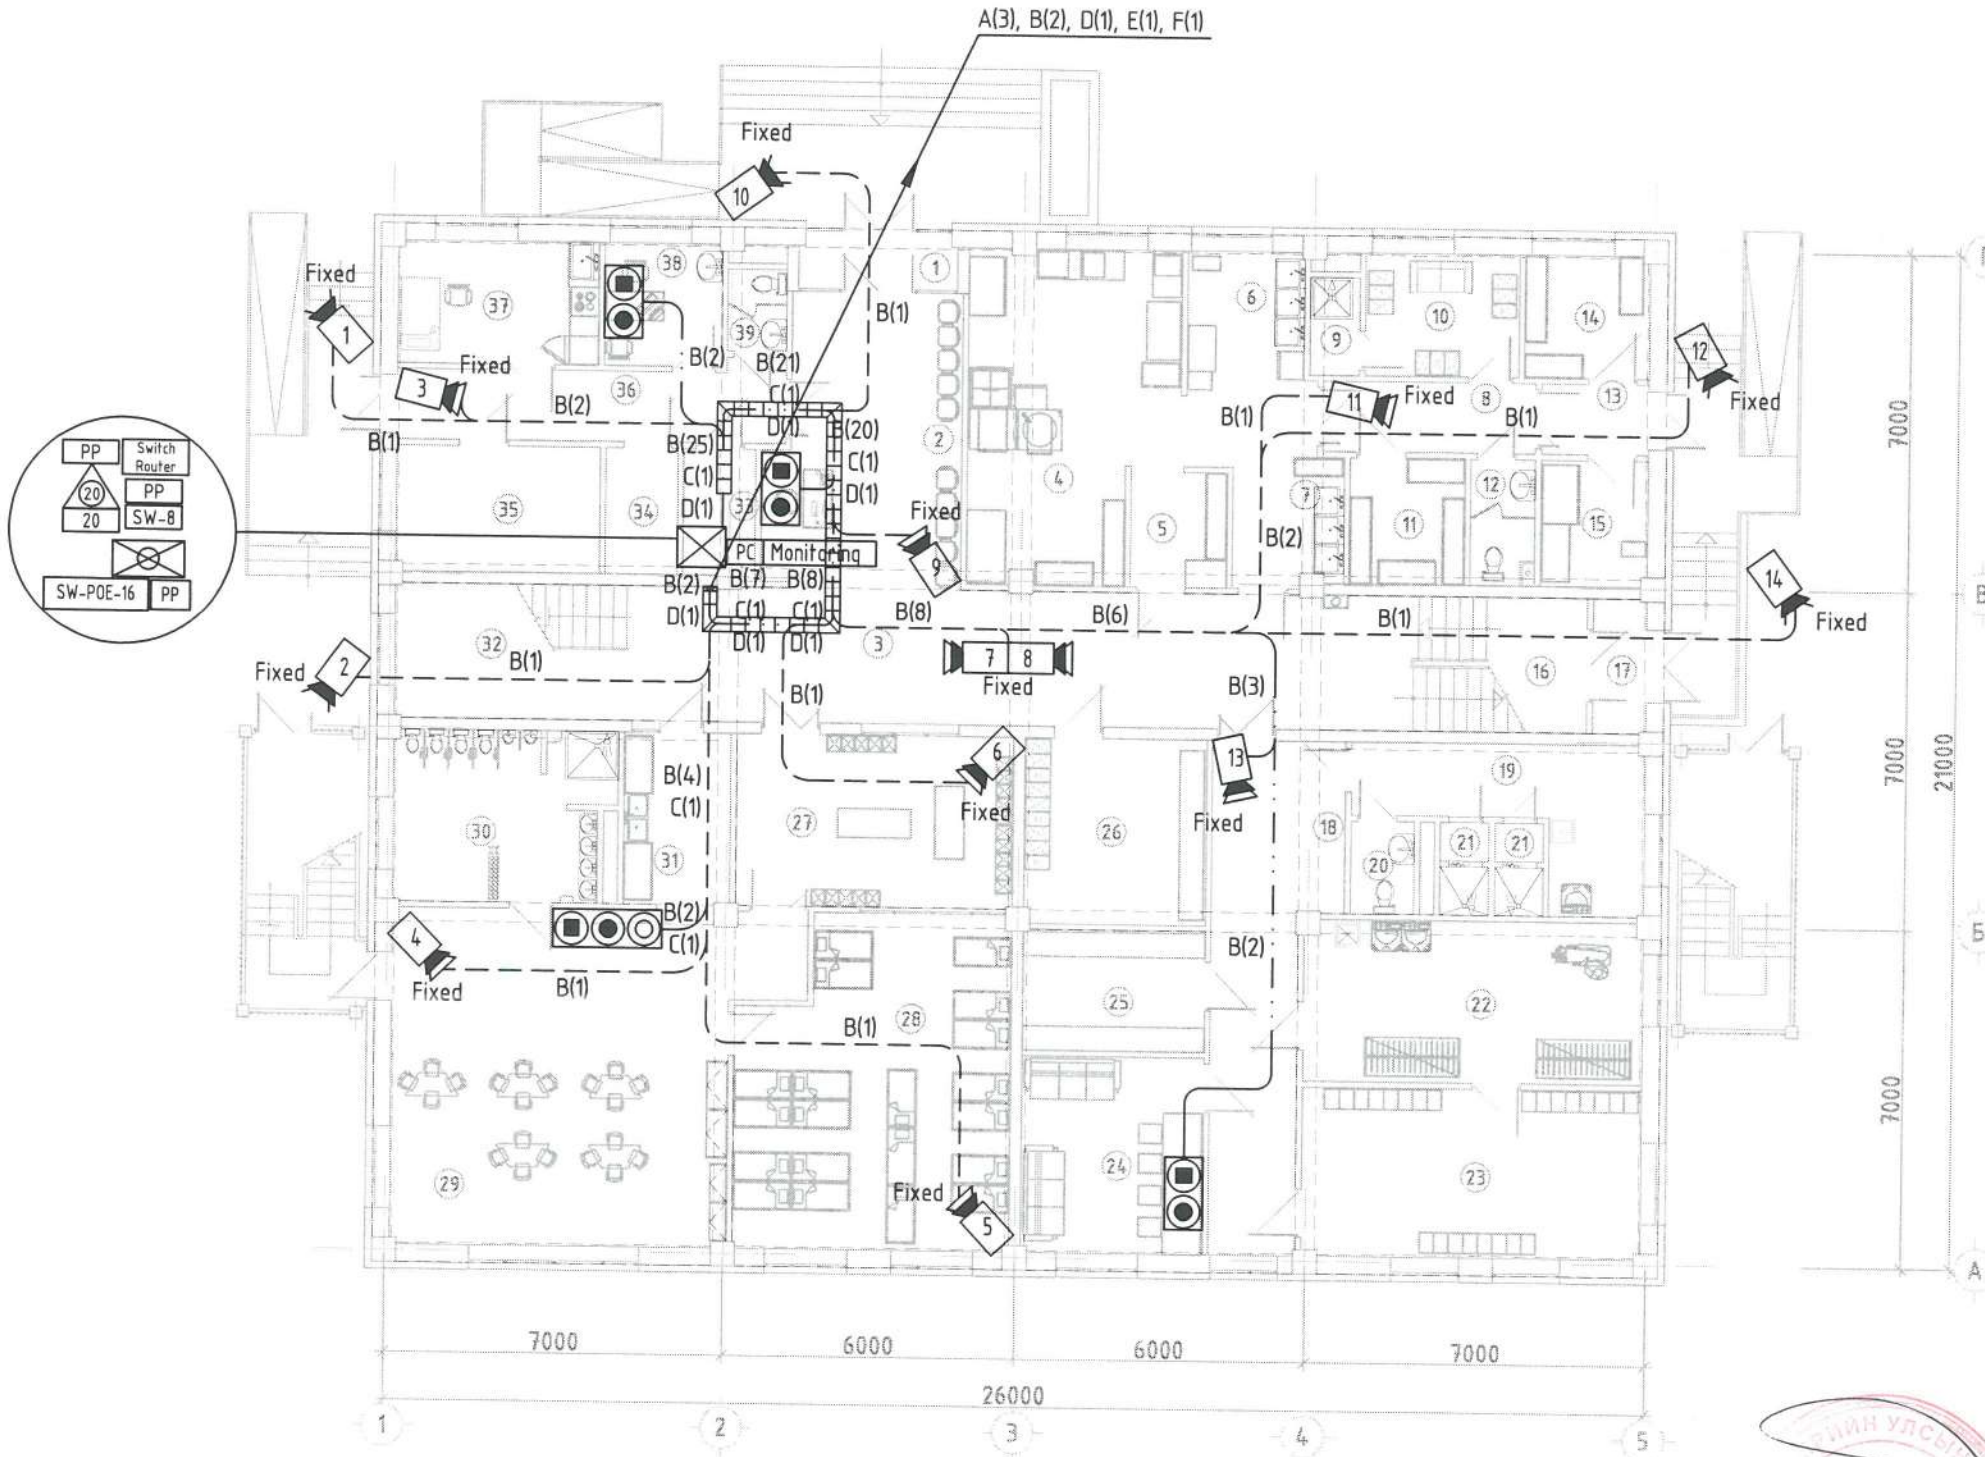 A(3), B(2), D(1), E(1), F(1)
Fixed
10
Fixed
1
Fixed
3
B(2)
B(1)
37
38
39
36
B(2)
B(21)
C(1)
D(1)
B(1)
1
6
9
10
14
12
Fixed
11
Fixed
8
13
B(1)
B(1)
B(25)
C(1)
D(1)
B(20)
C(1)
D(1)
2
4
5
7
11
12
15
B(2)
PP
Switch
Router
20
20
PP
SW-8
SW-POE-16
PP
35
34
33
PC
Monitoring
Fixed
9
B(2)
D(1)
B(7)
C(1)
D(1)
B(8)
C(1)
D(1)
3
B(8)
B(6)
B(1)
14
Fixed
32
Fixed
2
B(1)
7
8
Fixed
B(3)
16
17
B(1)
6
Fixed
13
Fixed
B(4)
C(1)
30
31
27
26
18
19
20
21
21
4
Fixed
B(1)
B(2)
C(1)
B(2)
28
B(1)
25
22
29
Fixed
5
24
23
7000
7000
7000
21000
В
Б
А
7000
6000
6000
7000
26000
1
2
3
4
5
УЛСЫН